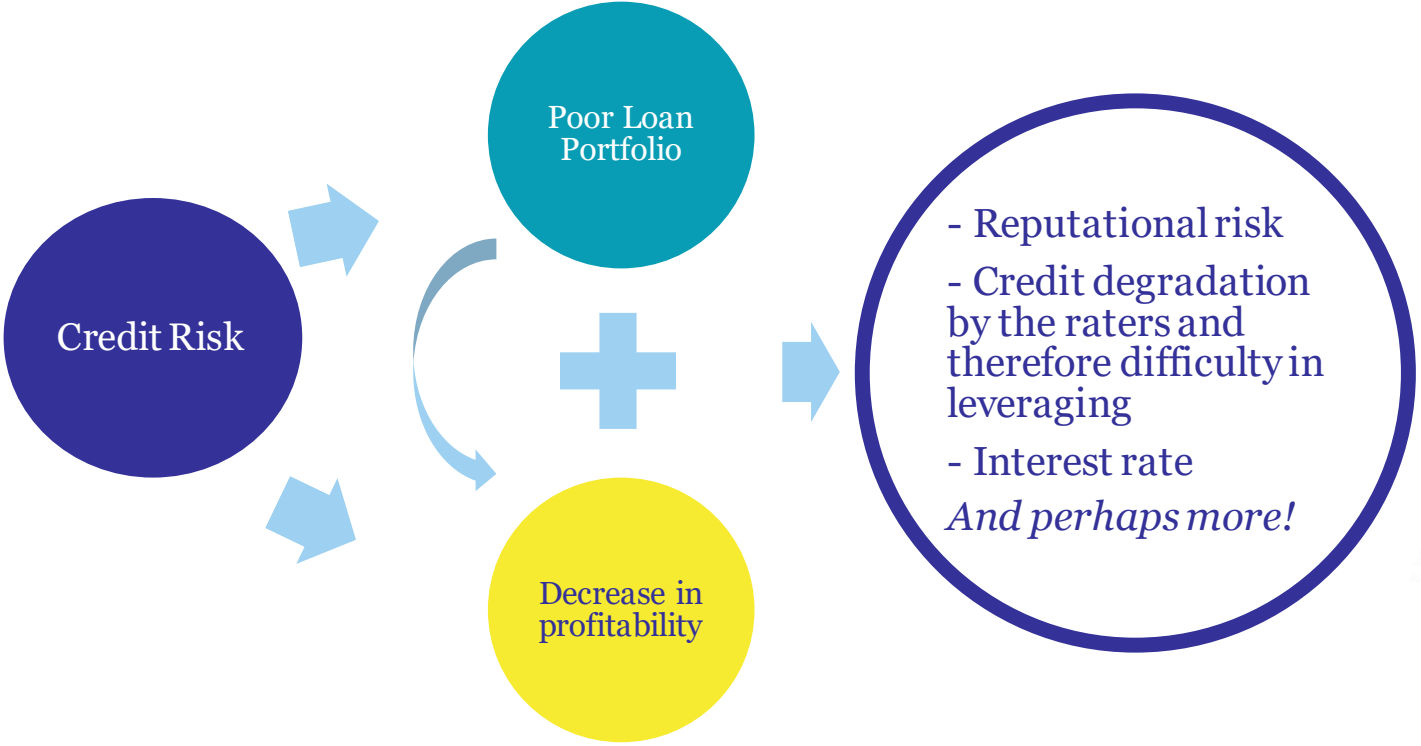 Credit Risk
Poor Loan
Portfolio
Decrease in
profitability
- Reputational risk
- Credit degradation
by the raters and
therefore difficulty in
leveraging
- Interest rate
And perhaps more!